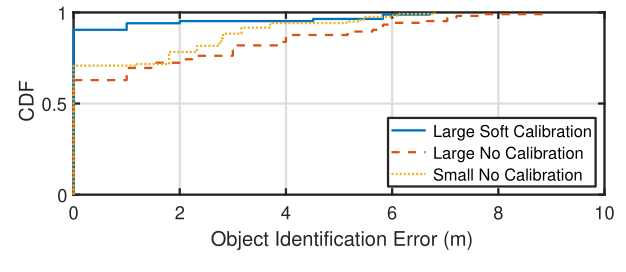 1
0.5
0
CDF
Large Soft Calibration
Large No Calibration
Small No Calibration
0 2 4 6 8 10
Object Identification Error (m)